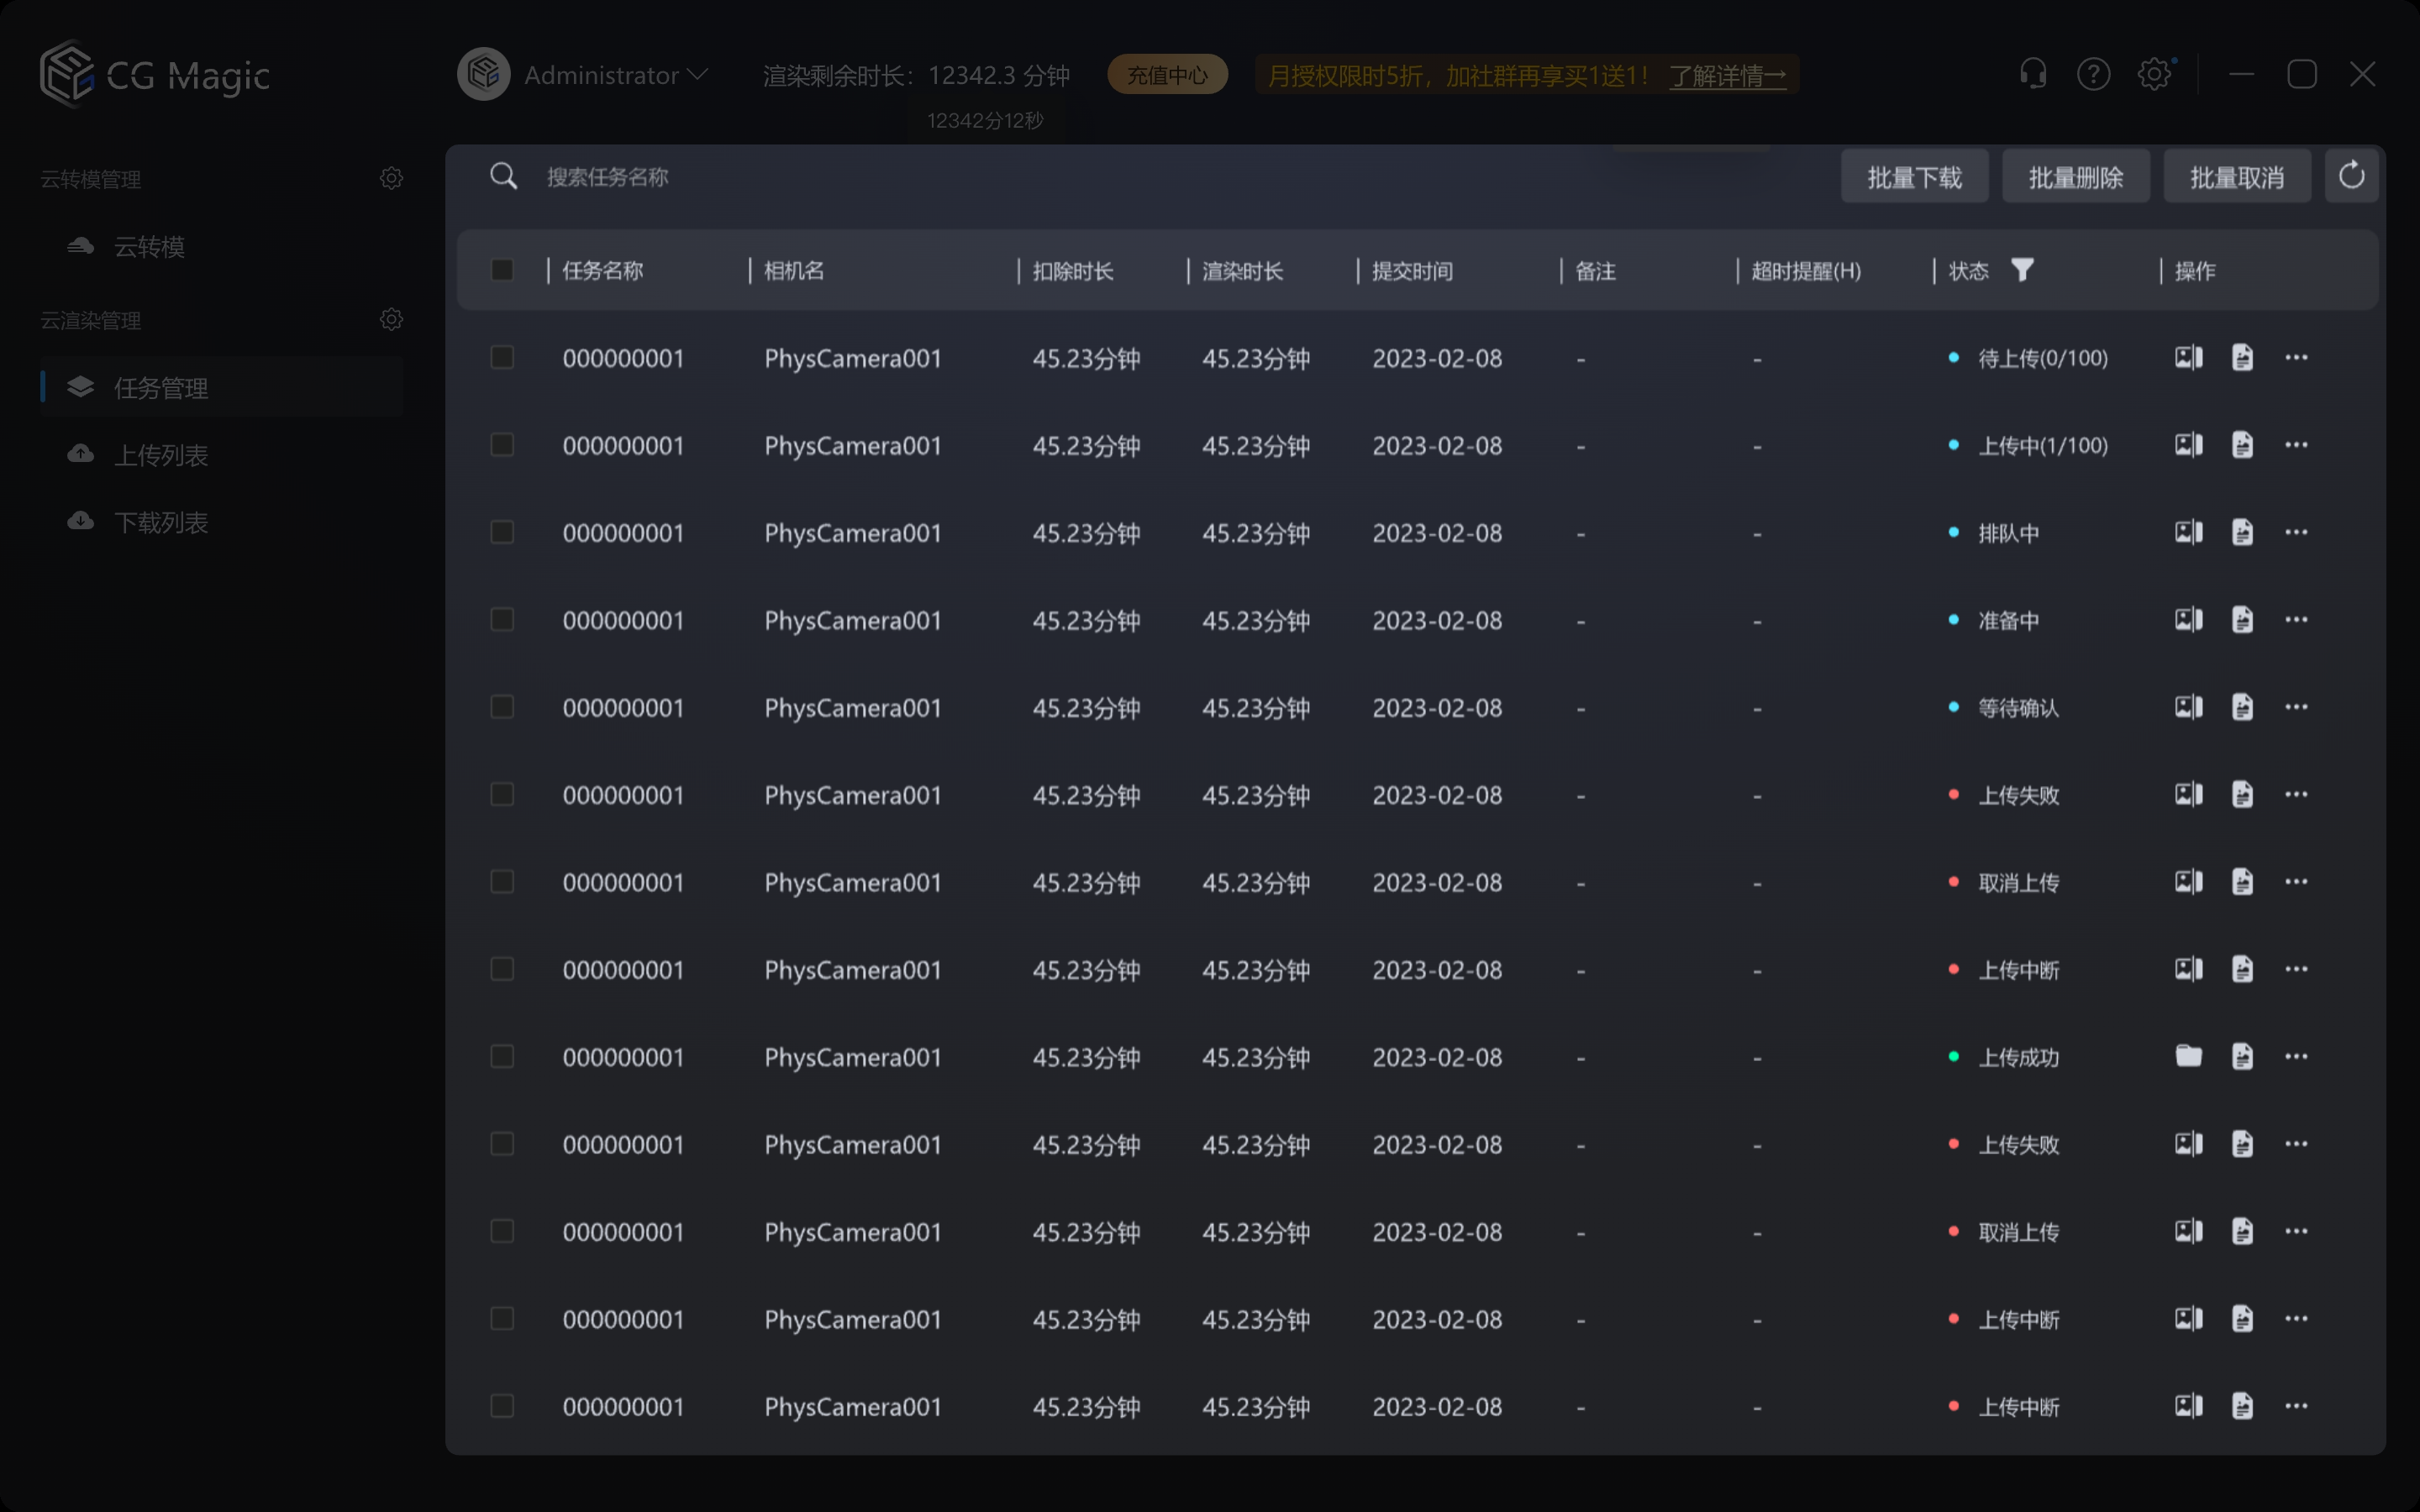 CG Magic
Administrator 渲染剩余时长：12342.3 分钟 充值中心 月授权限时5折，加社群再享买1送1！ 了解详情→
12342分12秒
云转模管理
云转模
云渲染管理
任务管理
上传列表
下载列表
搜索任务名称 批量下载 批量删除 批量取消
任务名称 相机名 扣除时长 渲染时长 提交时间 备注 超时提醒(H) 状态 操作
000000001 PhysCamera001 45.23分钟 45.23分钟 2023-02-08 - - 待上传(0/100)
000000001 PhysCamera001 45.23分钟 45.23分钟 2023-02-08 - - 上传中(1/100)
000000001 PhysCamera001 45.23分钟 45.23分钟 2023-02-08 - - 排队中
000000001 PhysCamera001 45.23分钟 45.23分钟 2023-02-08 - - 准备中
000000001 PhysCamera001 45.23分钟 45.23分钟 2023-02-08 - - 等待确认
000000001 PhysCamera001 45.23分钟 45.23分钟 2023-02-08 - - 上传失败
000000001 PhysCamera001 45.23分钟 45.23分钟 2023-02-08 - - 取消上传
000000001 PhysCamera001 45.23分钟 45.23分钟 2023-02-08 - - 上传中断
000000001 PhysCamera001 45.23分钟 45.23分钟 2023-02-08 - - 上传成功
000000001 PhysCamera001 45.23分钟 45.23分钟 2023-02-08 - - 上传失败
000000001 PhysCamera001 45.23分钟 45.23分钟 2023-02-08 - - 取消上传
000000001 PhysCamera001 45.23分钟 45.23分钟 2023-02-08 - - 上传中断
000000001 PhysCamera001 45.23分钟 45.23分钟 2023-02-08 - - 上传中断